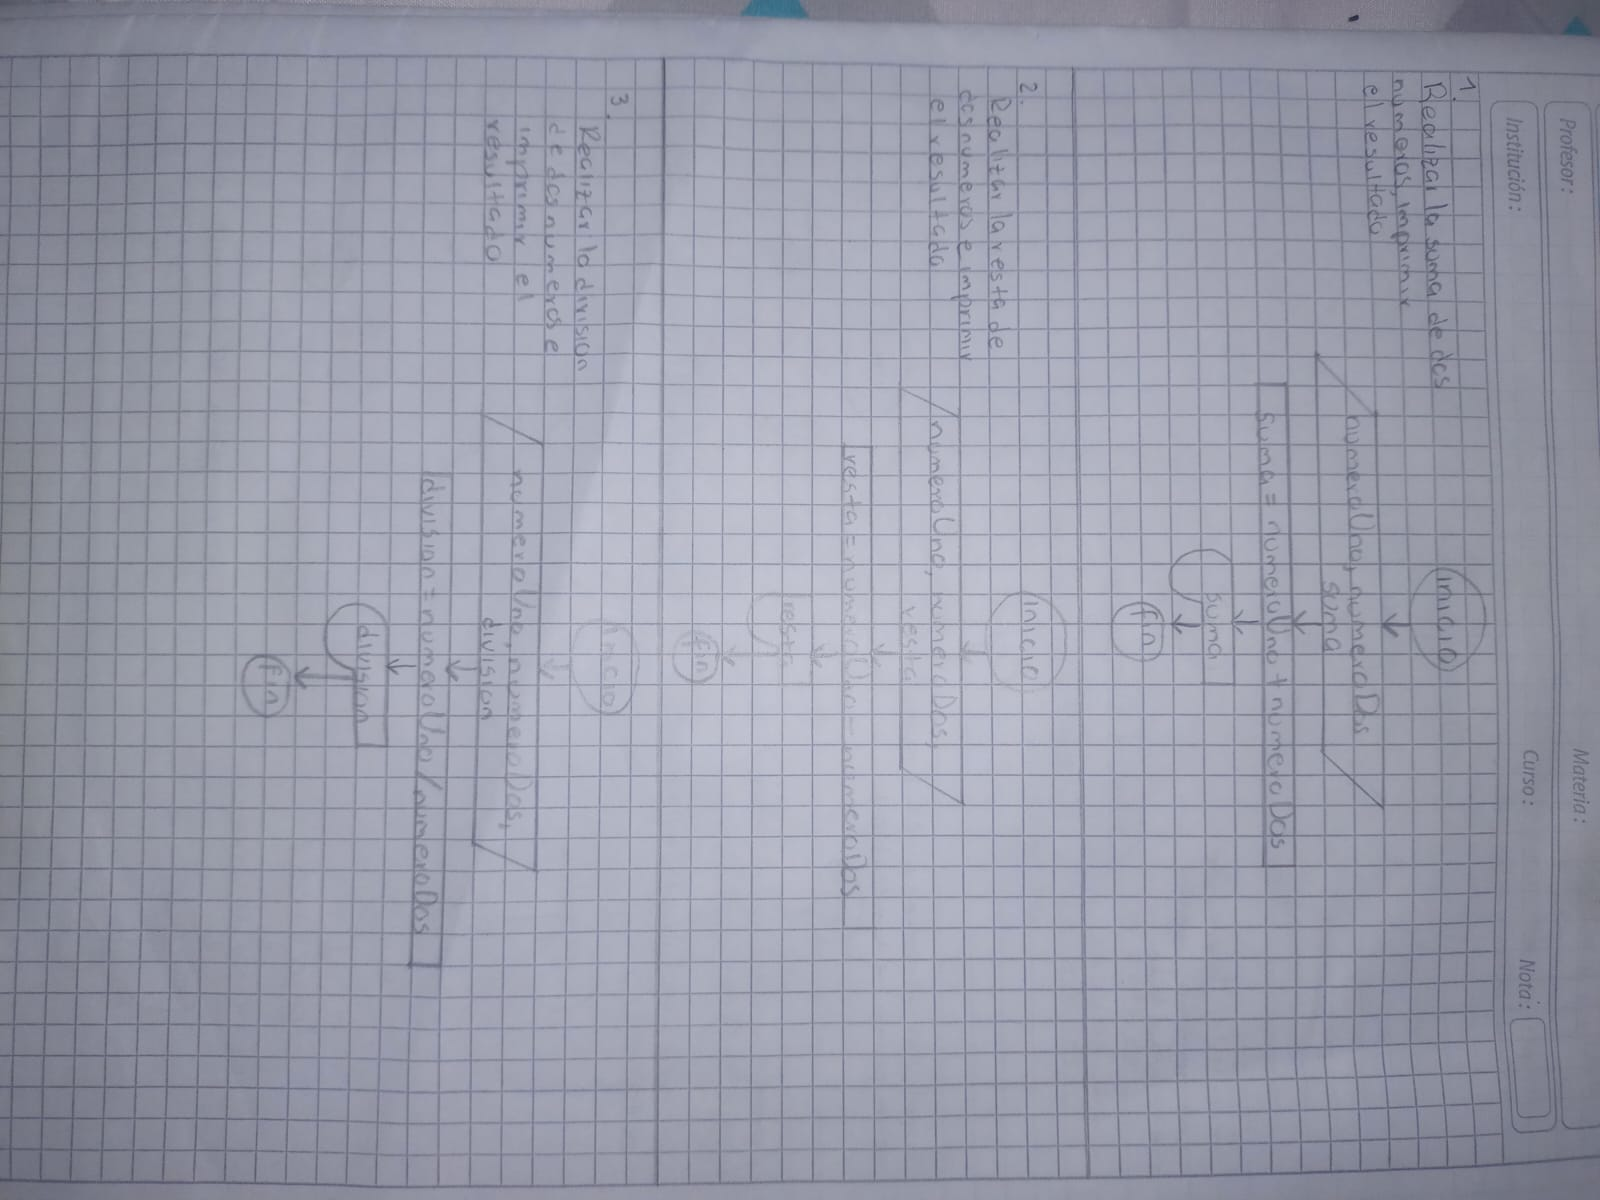 Profesor:
Materia:
Institución:
Curso:
Nota:
1.
Realizar la suma de dos
numeros, imprimir
el resultado
inicio
numeroUno, numeroDos
suma
suma = numeroUno + numeroDos
suma
fin
2.
Realizar la resta de
dos numeros e imprimir
el resultado
Inicio
numeroUno, numeroDos,
resta
resta = numeroUno - numeroDos
resta
fin
3.
Realizar la division
de dos numeros e
imprimir el
resultado
inicio
numeroUno, numeroDos,
division
division = numeroUno / numeroDos
division
fin